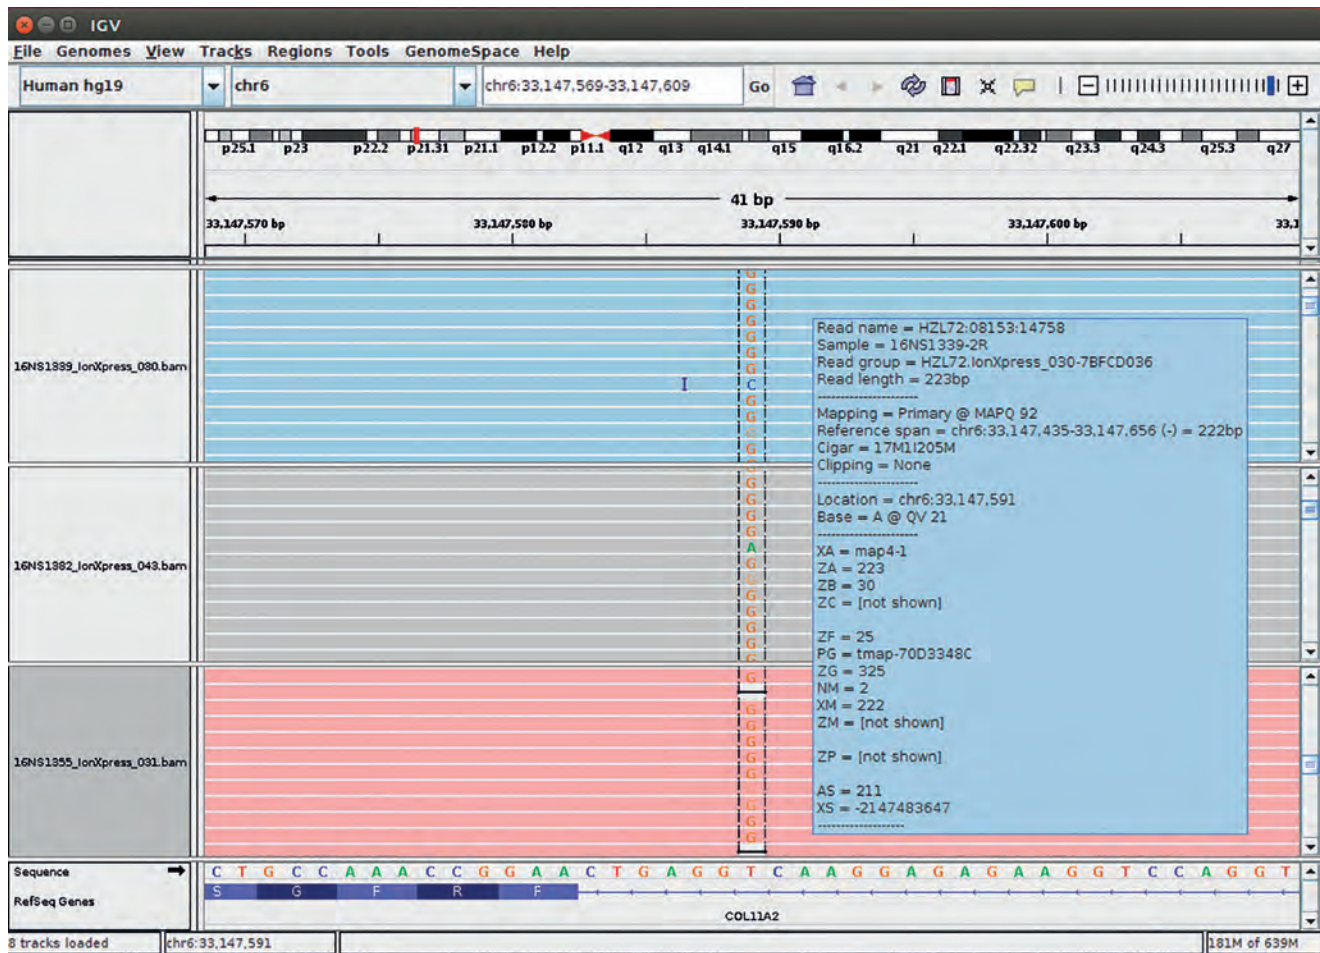 IGV
File Genomes View Tracks Regions Tools GenomeSpace Help
Human hg19 chr6 chr6:33,147,569-33,147,609 Go
p25.1 p23 p22.2 p21.31 p21.1 p12.2 p11.1 q12 q13 q14.1 q15 q16.2 q21 q22.1 q22.32 q23.3 q24.3 q25.3 q27
41 bp
33,147,570 bp 33,147,580 bp 33,147,590 bp 33,147,600 bp 33,1
16NS1339_IonXpress_030.bam
G
G
G
G
G
G
G
C
G
G
G
16NS1382_IonXpress_043.bam
G
G
G
G
A
G
G
G
G
G
G
G
16NS1355_IonXpress_031.bam
G
G
G
G
G
G
G
G
G
Read name = HZL72:08153:14758
Sample = 16NS1339-2R
Read group = HZL72.IonXpress_030-7BFCD036
Read length = 223bp
----------------------
Mapping = Primary @ MAPQ 92
Reference span = chr6:33,147,435-33,147,656 (-) = 222bp
Cigar = 17M1I205M
Clipping = None
----------------------
Location = chr6:33,147,591
Base = A @ QV 21
----------------------
XA = map4-1
ZA = 223
ZB = 30
ZC = [not shown]
ZF = 25
PG = tmap-70D3348C
ZG = 325
NM = 2
XM = 222
ZM = [not shown]
ZP = [not shown]
AS = 211
XS = -2147483647
-------------------
Sequence C T G C C A A A C C G G A A C T G A G G T C A A G G A G A G A A G G T C C A G G T
RefSeq Genes S G F R F
COL11A2
8 tracks loaded chr6:33,147,591 181M of 639M